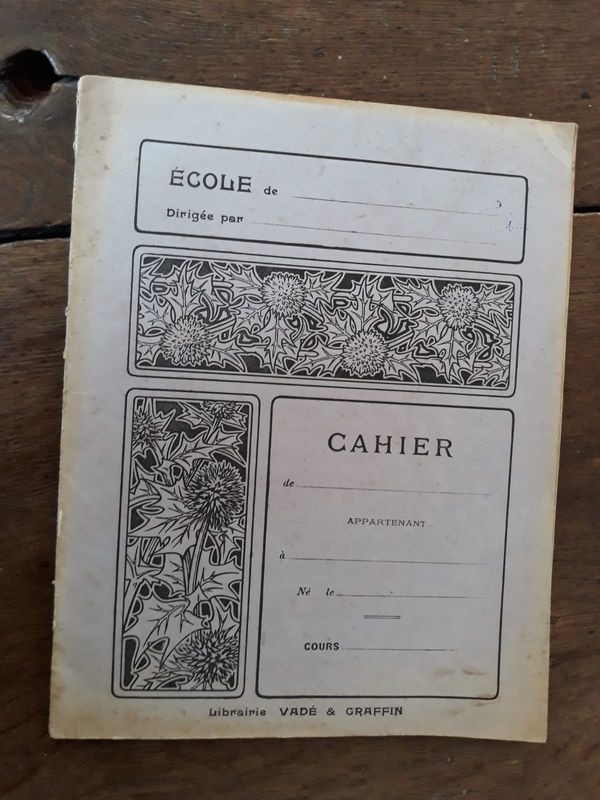 ÉCOLE de
Dirigée par
CAHIER
de
APPARTENANT
à
Né le
COURS
Librairie VADÉ & GRAFFIN